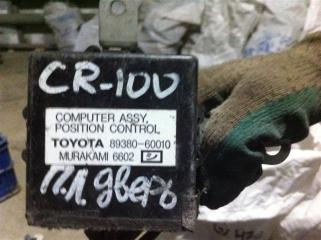 CR-100
COMPUTER ASSY,
POSITION CONTROL
TOYOTA 89380-60010
MURAKAMI 6602
П.Л дверь